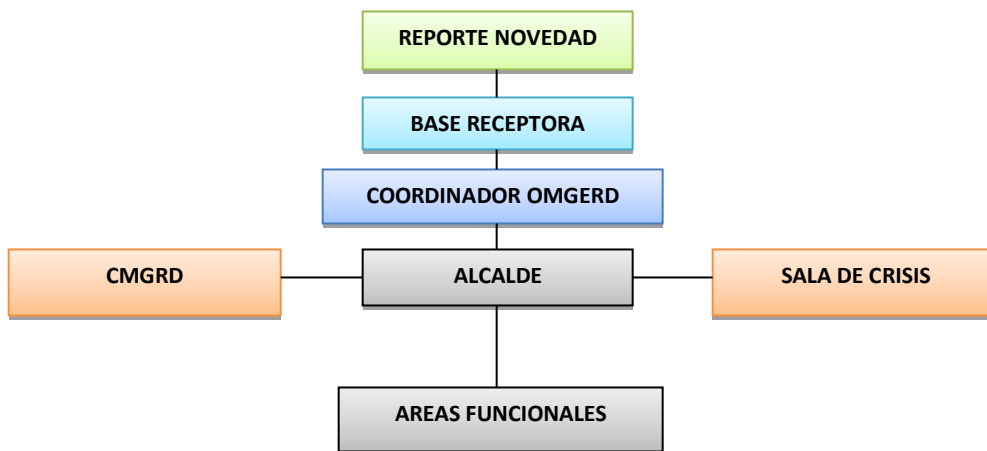 REPORTE NOVEDAD
BASE RECEPTORA
COORDINADOR OMGERD
CMGRD
ALCALDE
SALA DE CRISIS
AREAS FUNCIONALES